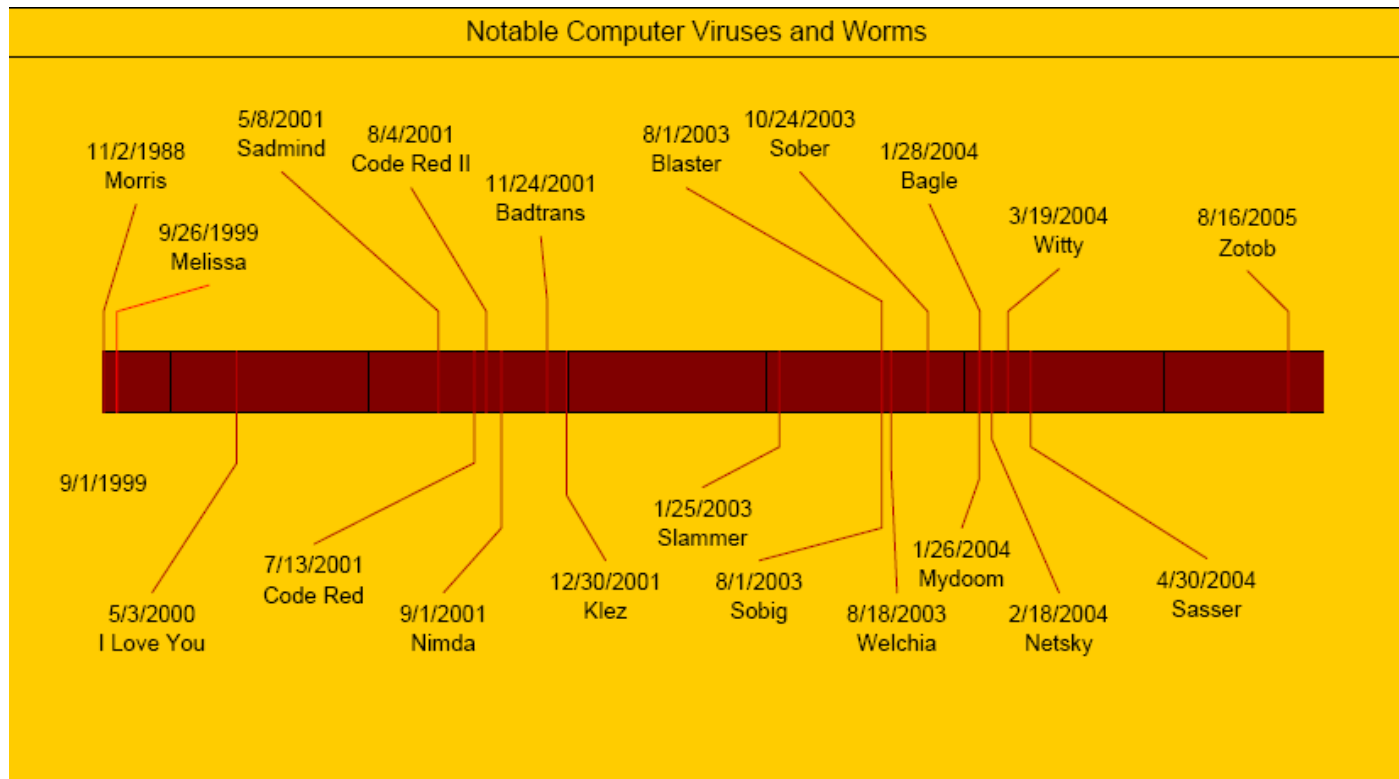 Notable Computer Viruses and Worms
11/2/1988
Morris
9/26/1999
Melissa
5/8/2001
Sadmind
8/4/2001
Code Red II
11/24/2001
Badtrans
8/1/2003
Blaster
10/24/2003
Sober
1/28/2004
Bagle
3/19/2004
Witty
8/16/2005
Zotob
9/1/1999
5/3/2000
I Love You
7/13/2001
Code Red
9/1/2001
Nimda
12/30/2001
Klez
1/25/2003
Slammer
8/1/2003
Sobig
8/18/2003
Welchia
1/26/2004
Mydoom
2/18/2004
Netsky
4/30/2004
Sasser